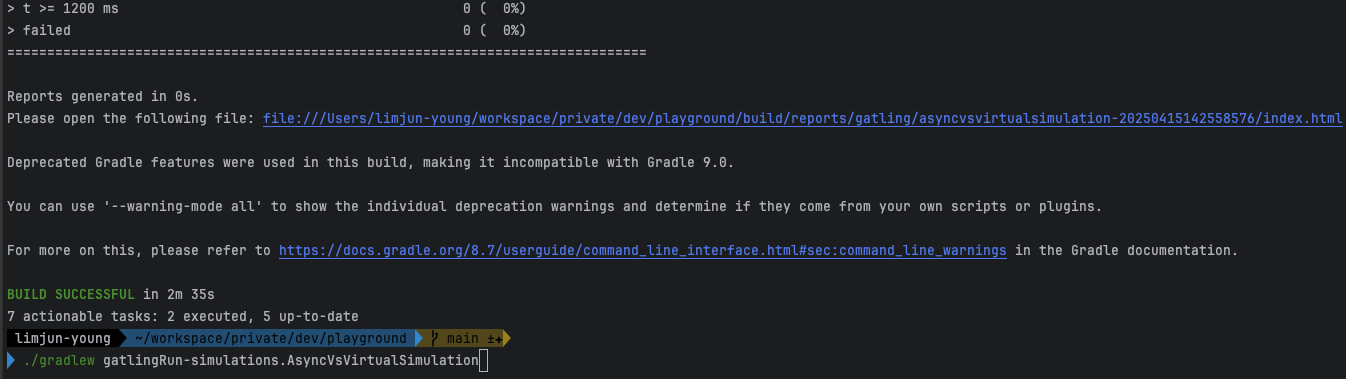 > t >= 1200 ms                                           0 (  0%)
> failed                                                 0 (  0%)
================================================================================
Reports generated in 0s.
Please open the following file: file:///Users/limjun-young/workspace/private/dev/playground/build/reports/gatling/asyncvsvirtualsimulation-20250415142558576/index.html
Deprecated Gradle features were used in this build, making it incompatible with Gradle 9.0.
You can use '--warning-mode all' to show the individual deprecation warnings and determine if they come from your own scripts or plugins.
For more on this, please refer to https://docs.gradle.org/8.7/userguide/command_line_interface.html#sec:command_line_warnings in the Gradle documentation.
BUILD SUCCESSFUL in 2m 35s
7 actionable tasks: 2 executed, 5 up-to-date
limjun-young ~/workspace/private/dev/playground main ±✚
./gradlew gatlingRun-simulations.AsyncVsVirtualSimulation